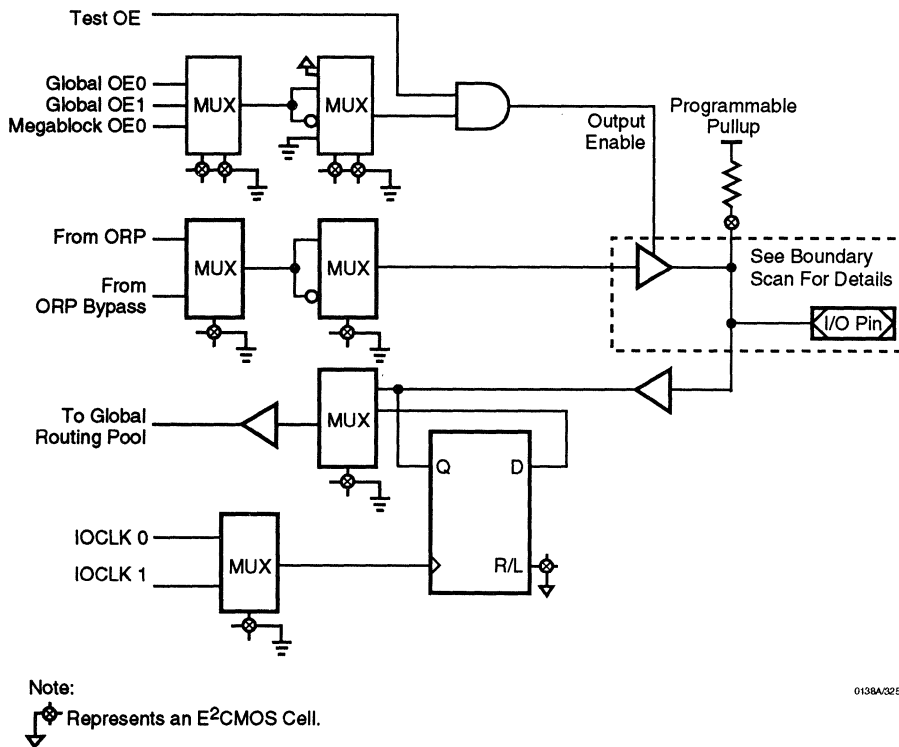 Test OE
Global OE0
Global OE1
Megablock OE0
MUX
MUX
Output
Enable
Programmable
Pullup
From ORP
From
ORP Bypass
MUX
MUX
See Boundary
Scan For Details
I/O Pin
To Global
Routing Pool
MUX
Q
D
R/L
IOCLK 0
IOCLK 1
MUX
Note:
Represents an E²CMOS Cell.
0138A/325